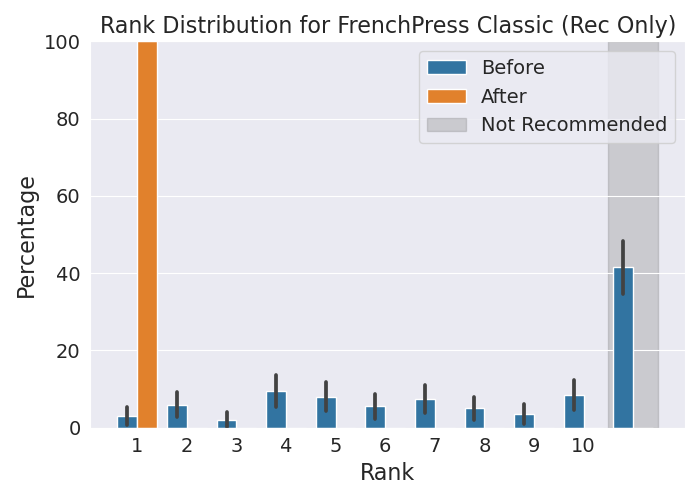 Rank Distribution for FrenchPress Classic (Rec Only)
100
80
60
40
20
0
Percentage
Before
After
Not Recommended
1 2 3 4 5 6 7 8 9 10
Rank